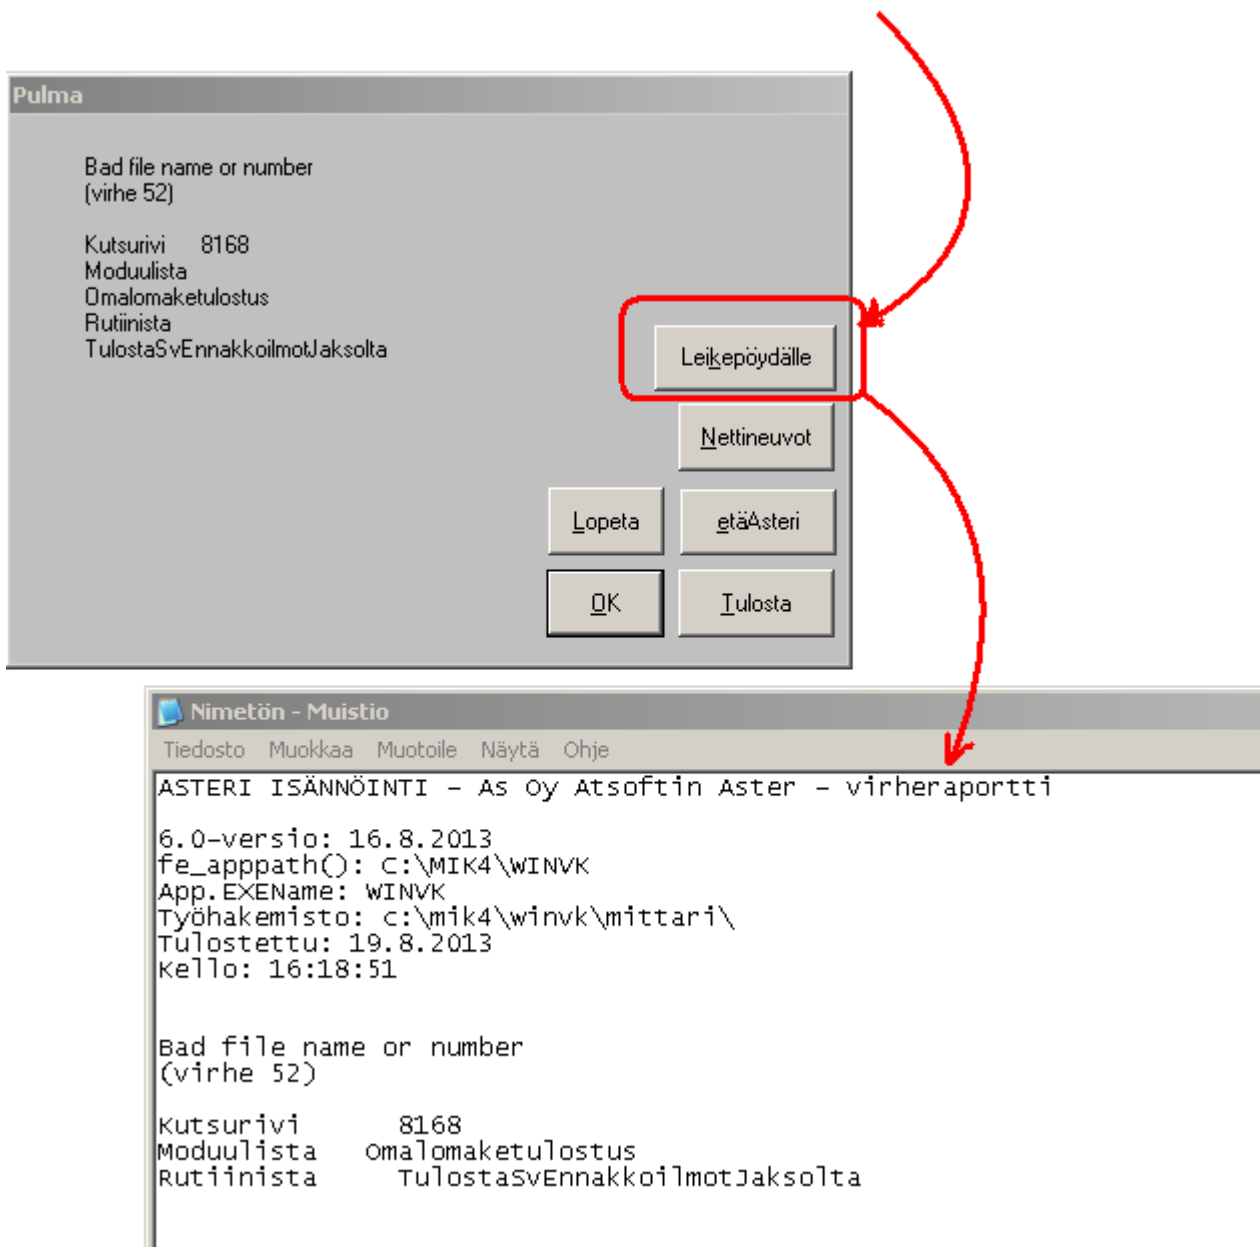 Pulma
Bad file name or number
(virhe 52)
Kutsurivi 8168
Moduulista
Omalomaketulostus
Rutiinista
TulostaSvEnnakkoilmotJaksolta
Leikepöydälle
Nettineuvot
Lopeta
etäAsteri
OK
Tulosta
Nimetön - Muistio
Tiedosto Muokkaa Muotoile Näytä Ohje
ASTERI ISÄNNÖINTI - As Oy Atsoftin Aster - virheraportti
6.0-versio: 16.8.2013
fe_apppath(): C:\MIK4\WINVK
App.EXEName: WINVK
Työhakemisto: c:\mik4\winvk\mittari\
Tulostettu: 19.8.2013
Kello: 16:18:51
Bad file name or number
(virhe 52)
Kutsurivi 8168
Moduulista Omalomaketulostus
Rutiinista TulostaSvEnnakkoilmotJaksolta